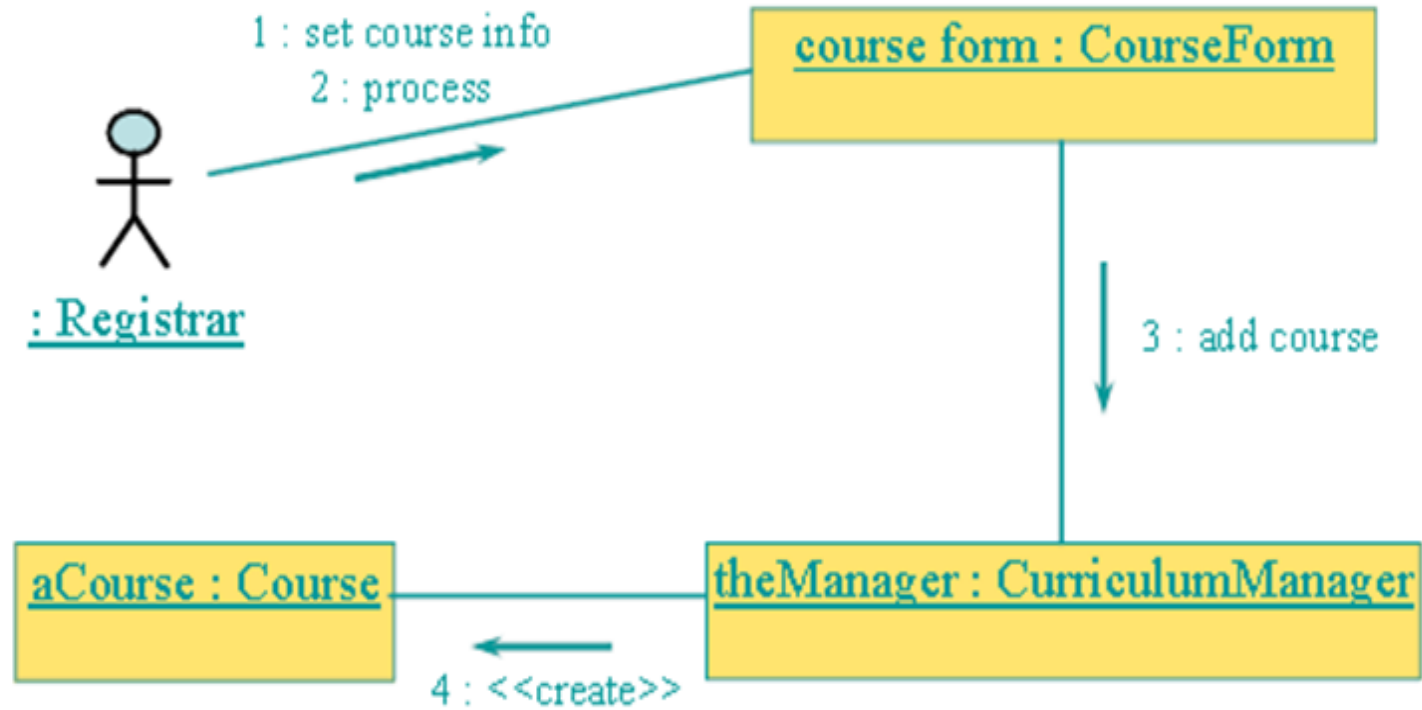 1 : set course info
2 : process
course form : CourseForm
: Registrar
3 : add course
aCourse : Course
theManager : CurriculumManager
4 : <<create>>